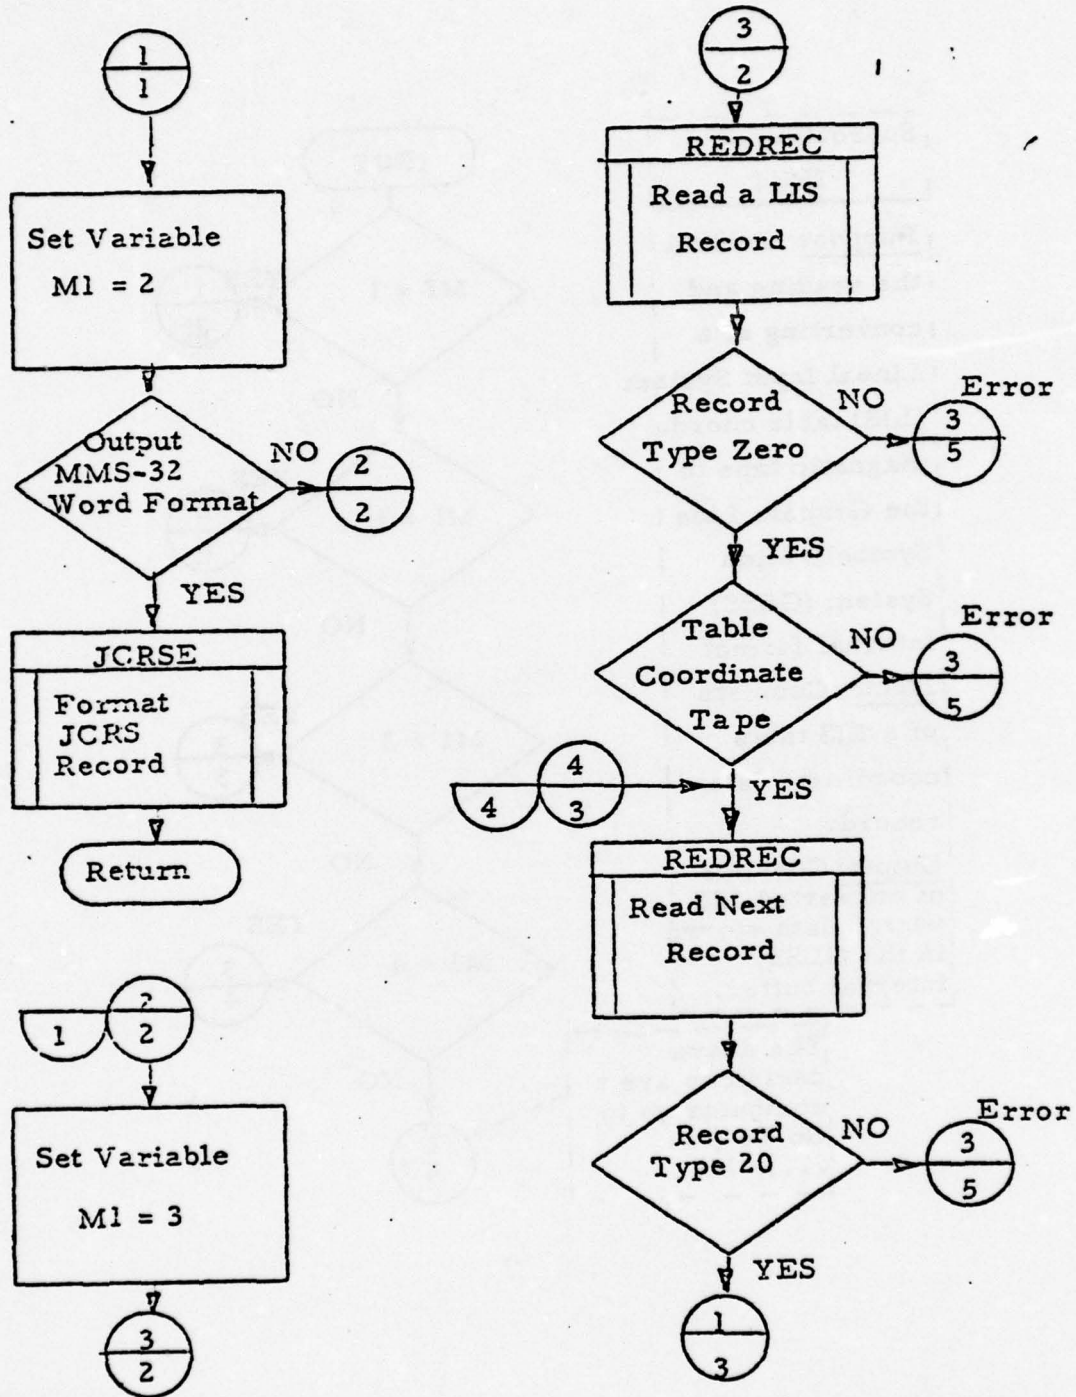 1
1
Set Variable
M1 = 2
Output
MMS-32
Word Format
NO
2
2
YES
JCRSE
Format
JCRS
Record
Return
1
2
2
Set Variable
M1 = 3
3
2
3
2
REDREC
Read a LIS
Record
Record
Type Zero
NO
Error
3
5
YES
Table
Coordinate
Tape
NO
Error
3
5
YES
4
4
3
REDREC
Read Next
Record
Record
Type 20
NO
Error
3
5
YES
1
3